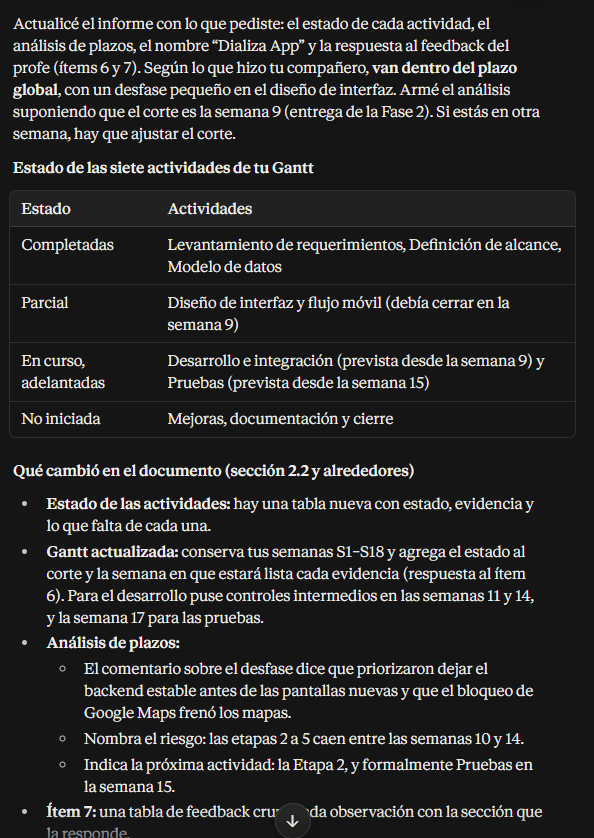 Actualicé el informe con lo que pediste: el estado de cada actividad, el
análisis de plazos, el nombre “Dializa App” y la respuesta al feedback del
profe (ítems 6 y 7). Según lo que hizo tu compañero, van dentro del plazo
global, con un desfase pequeño en el diseño de interfaz. Armé el análisis
suponiendo que el corte es la semana 9 (entrega de la Fase 2). Si estás en otra
semana, hay que ajustar el corte.
Estado de las siete actividades de tu Gantt
Estado Actividades
Completadas Levantamiento de requerimientos, Definición de alcance,
Modelo de datos
Parcial Diseño de interfaz y flujo móvil (debía cerrar en la
semana 9)
En curso, Desarrollo e integración (prevista desde la semana 9) y
adelantadas Pruebas (prevista desde la semana 15)
No iniciada Mejoras, documentación y cierre
Qué cambió en el documento (sección 2.2 y alrededores)
• Estado de las actividades: hay una tabla nueva con estado, evidencia y
lo que falta de cada una.
• Gantt actualizada: conserva tus semanas S1–S18 y agrega el estado al
corte y la semana en que estará lista cada evidencia (respuesta al ítem
6). Para el desarrollo puse controles intermedios en las semanas 11 y 14,
y la semana 17 para las pruebas.
• Análisis de plazos:
◦ El comentario sobre el desfase dice que priorizaron dejar el
backend estable antes de las pantallas nuevas y que el bloqueo de
Google Maps frenó los mapas.
◦ Nombra el riesgo: las etapas 2 a 5 caen entre las semanas 10 y 14.
◦ Indica la próxima actividad: la Etapa 2, y formalmente Pruebas en
la semana 15.
• Ítem 7: una tabla de feedback observación con la sección que
la responde.